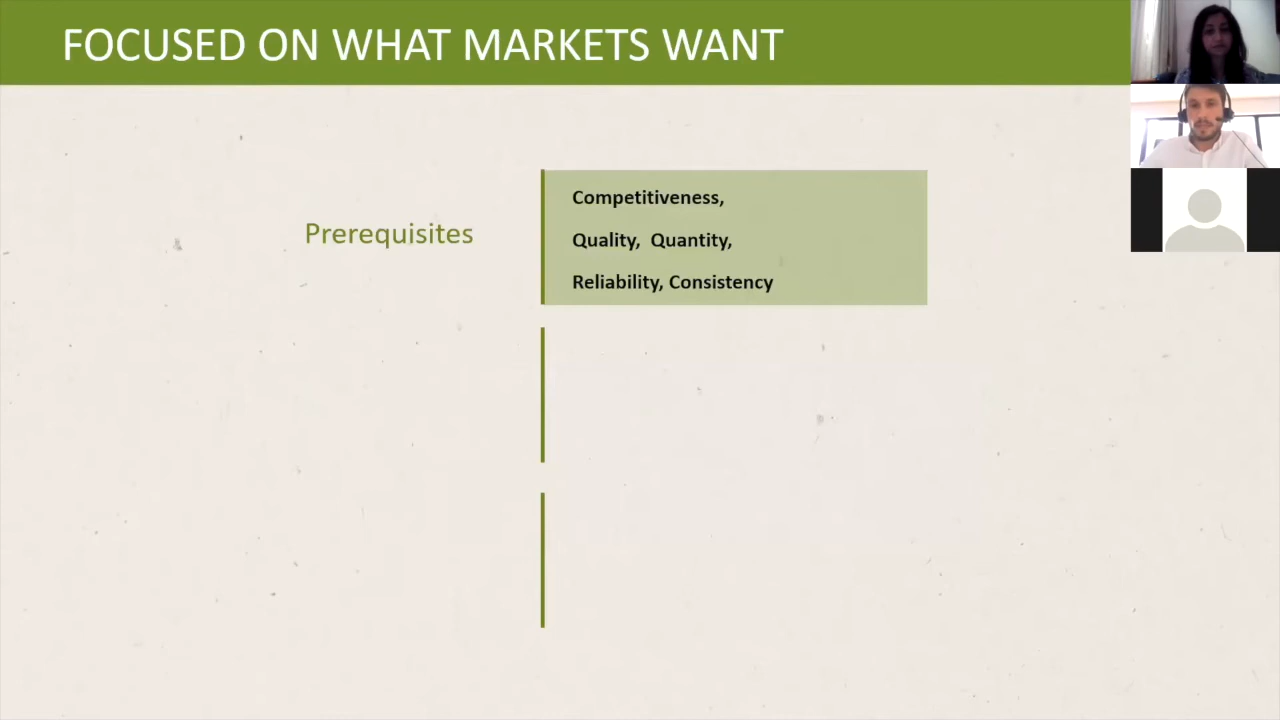 FOCUSED ON WHAT MARKETS WANT
Prerequisites
Competitiveness,
Quality, Quantity,
Reliability, Consistency